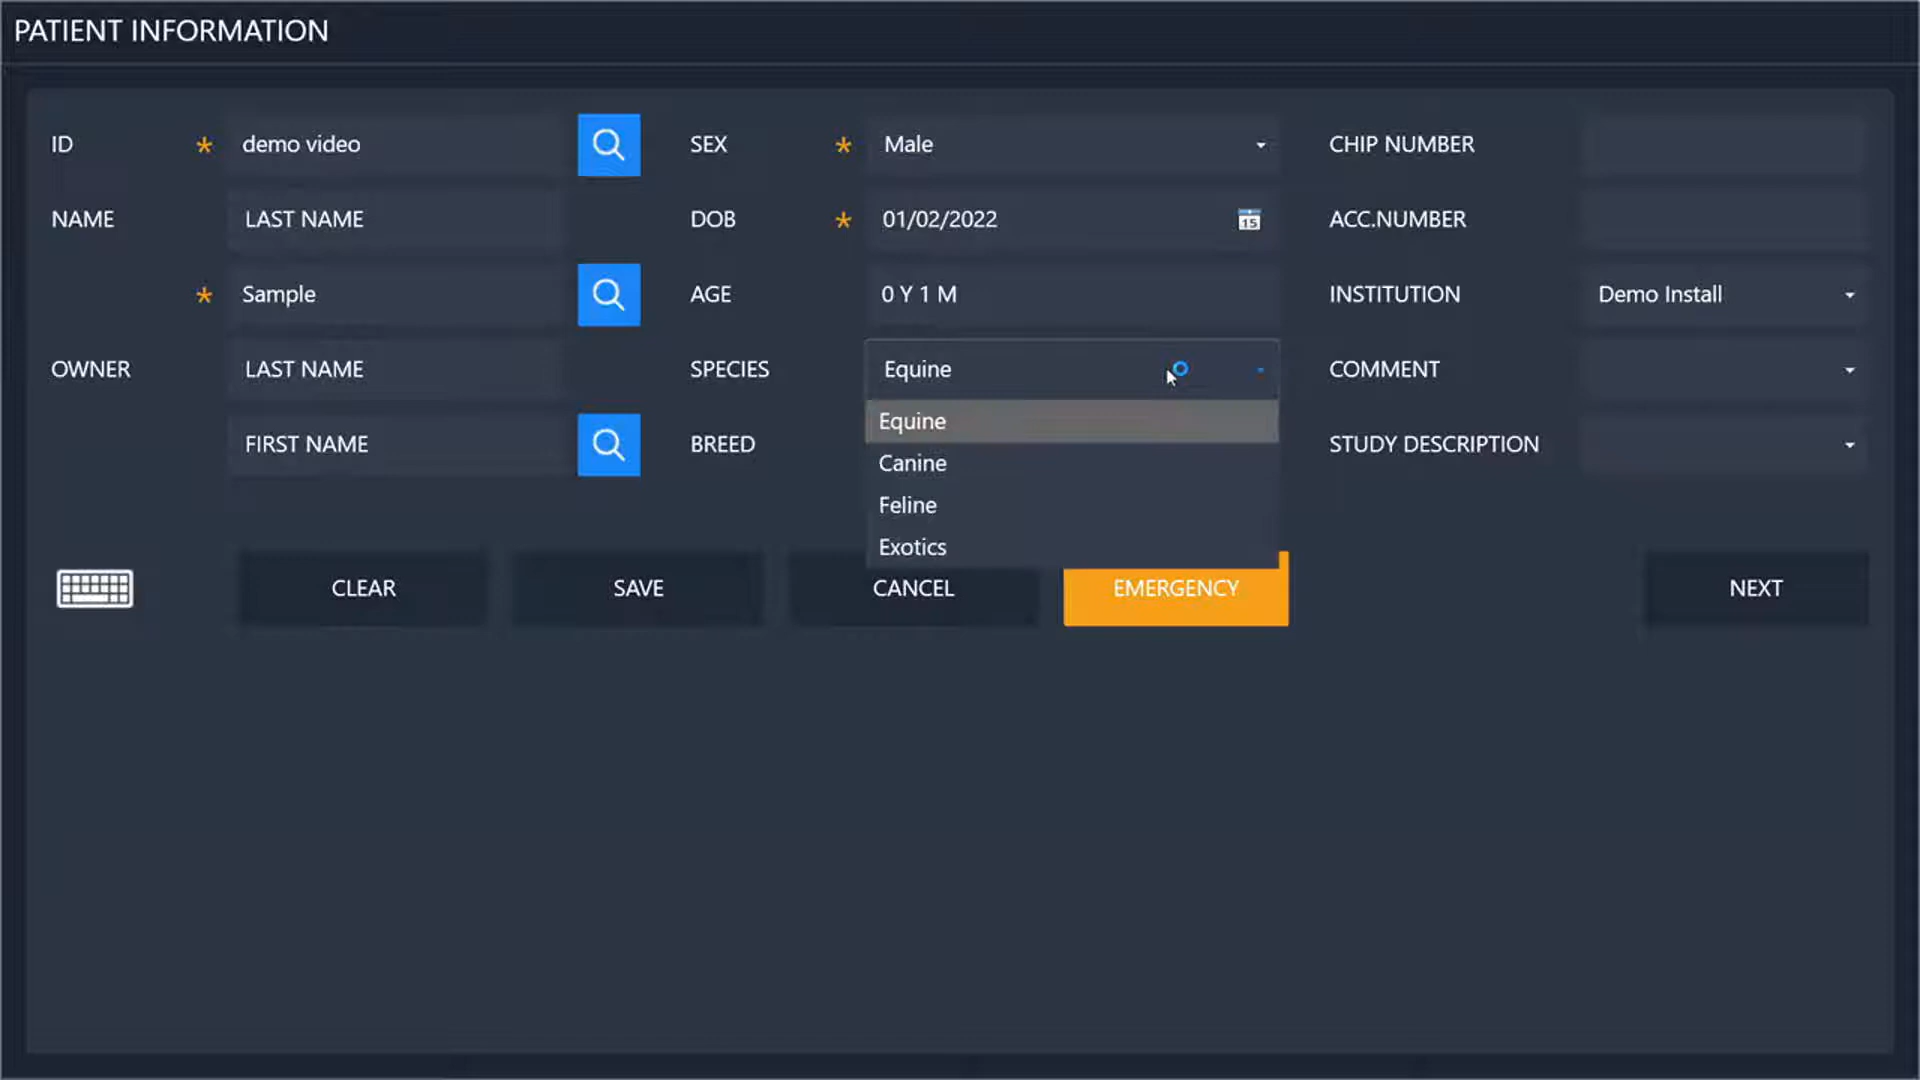 PATIENT INFORMATION
ID * demo video
SEX * Male
CHIP NUMBER
NAME LAST NAME
DOB * 01/02/2022 15
ACC.NUMBER
* Sample
AGE 0 Y 1 M
INSTITUTION Demo Install
OWNER LAST NAME
SPECIES Equine
COMMENT
FIRST NAME
BREED
STUDY DESCRIPTION
Equine
Canine
Feline
Exotics
CLEAR
SAVE
CANCEL
EMERGENCY
NEXT